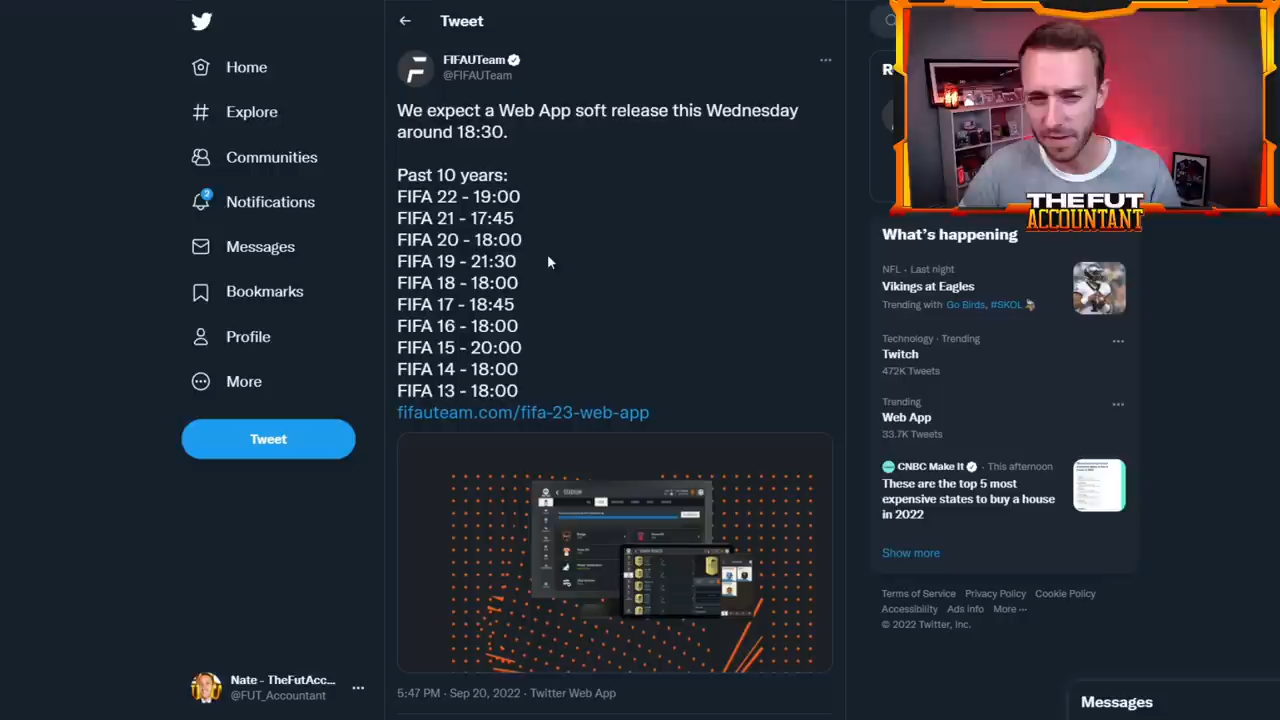 Home
Explore
Communities
2
Notifications
Messages
Bookmarks
Profile
More
Tweet
Nate - TheFutAcc...
@FUT_Accountant
Tweet
FIFAUTeam
@FIFAUTeam
We expect a Web App soft release this Wednesday
around 18:30.
Past 10 years:
FIFA 22 - 19:00
FIFA 21 - 17:45
FIFA 20 - 18:00
FIFA 19 - 21:30
FIFA 18 - 18:00
FIFA 17 - 18:45
FIFA 16 - 18:00
FIFA 15 - 20:00
FIFA 14 - 18:00
FIFA 13 - 18:00
fifauteam.com/fifa-23-web-app
STADIUM
5:47 PM · Sep 20, 2022 · Twitter Web App
R
THE FUT
ACCOUNTANT
What's happening
NFL · Last night
Vikings at Eagles
Trending with Go Birds, #SKOL
Technology · Trending
Twitch
472K Tweets
Trending
Web App
33.7K Tweets
CNBC Make It · This afternoon
These are the top 5 most
expensive states to buy a house
in 2022
Show more
Terms of Service Privacy Policy Cookie Policy
Accessibility Ads info More ...
© 2022 Twitter, Inc.
Messages